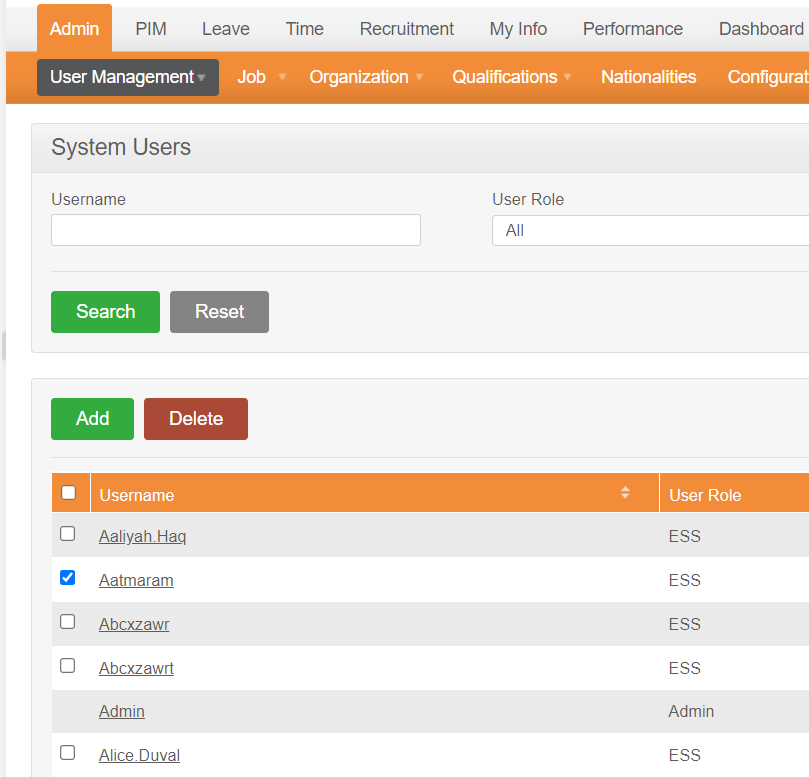 Admin PIM Leave Time Recruitment My Info Performance Dashboard
User Management Job Organization Qualifications Nationalities Configurat
System Users
Username User Role
All
Search Reset
Add Delete
Username User Role
Aaliyah.Haq ESS
Aatmaram ESS
Abcxzawr ESS
Abcxzawrt ESS
Admin Admin
Alice.Duval ESS